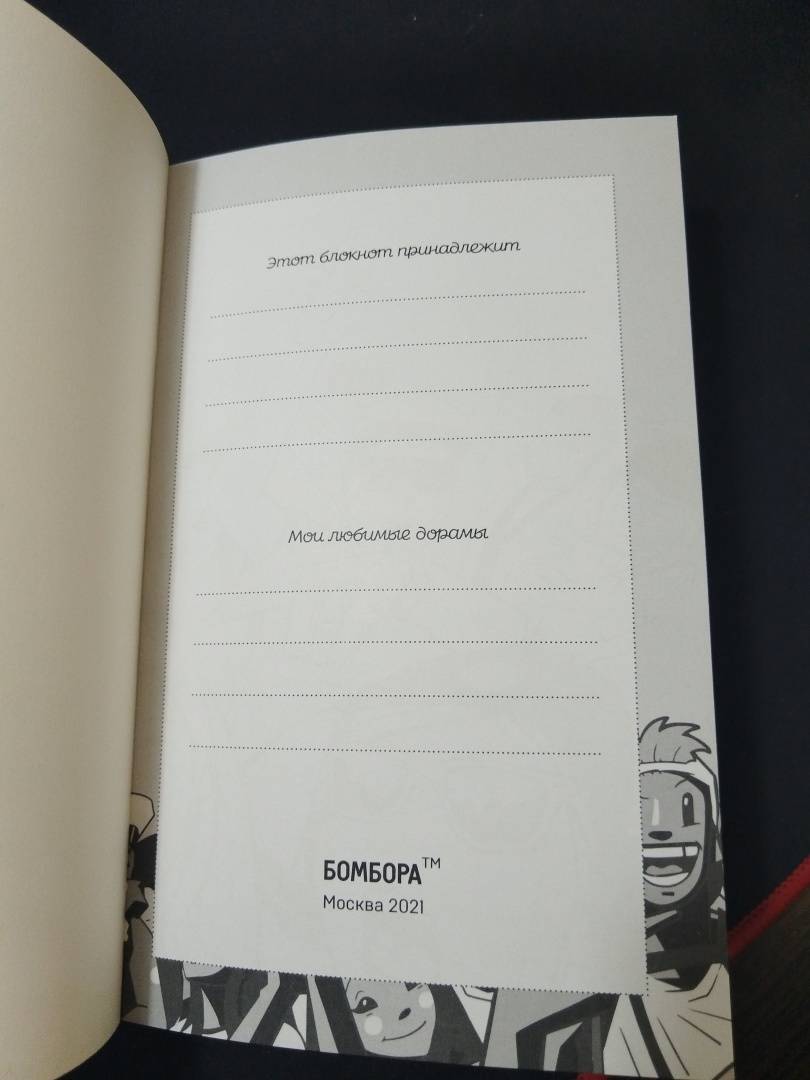 Этот блокнот принадлежит
Мои любимые дорамы
БОМБОРА™
Москва 2021